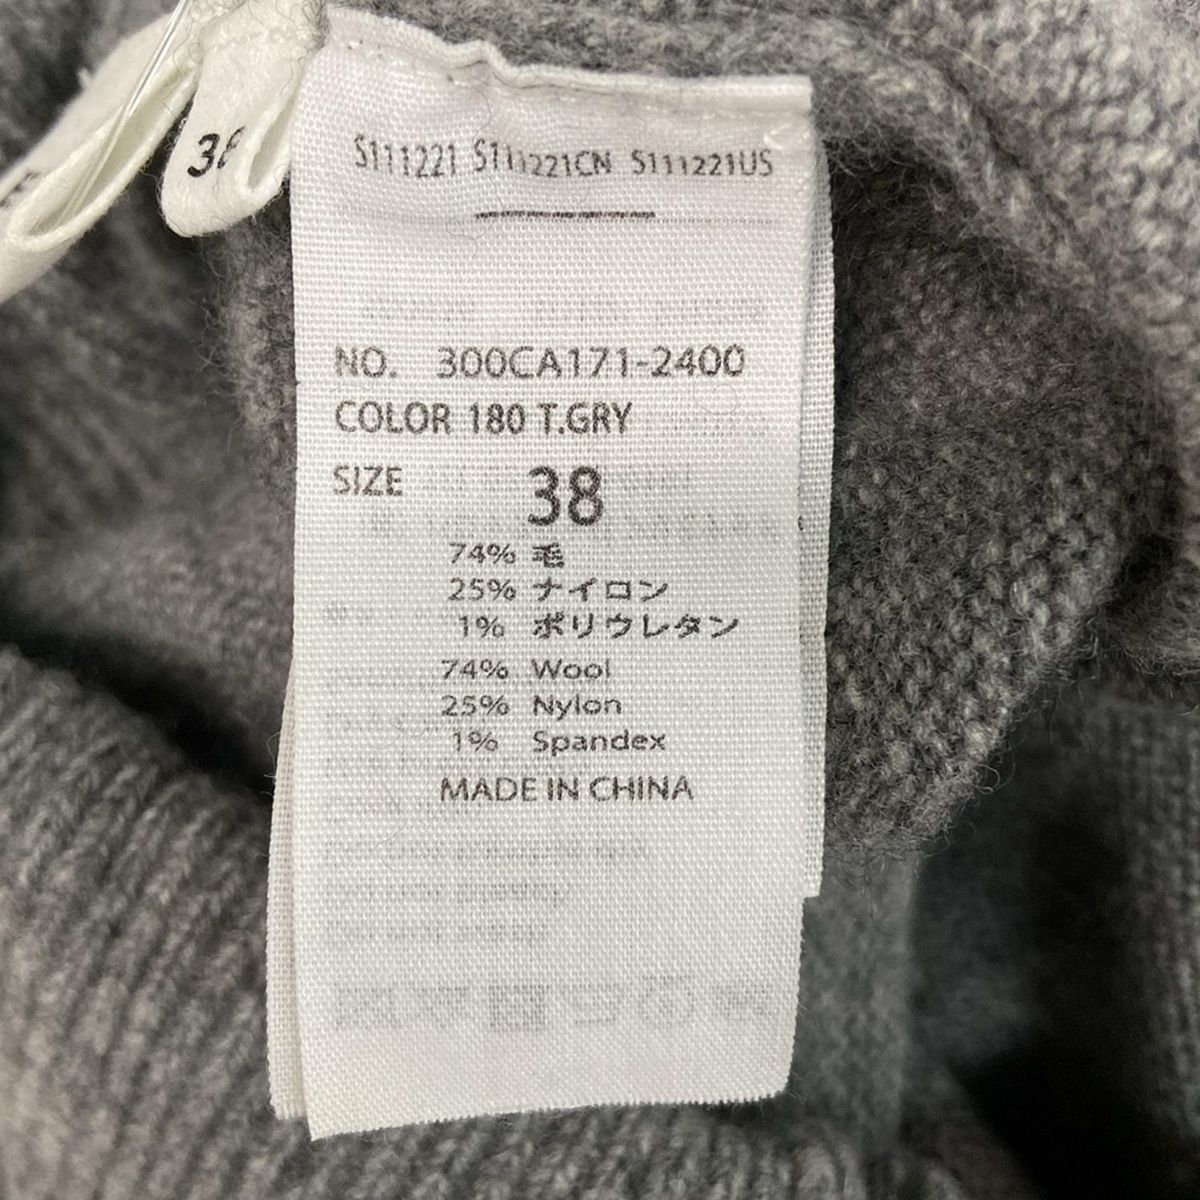 38
S111221 S111221CN S111221US
NO. 300CA171-2400
COLOR 180 T.GRY
SIZE 38
74% 毛
25% ナイロン
1% ポリウレタン
74% Wool
25% Nylon
1% Spandex
MADE IN CHINA